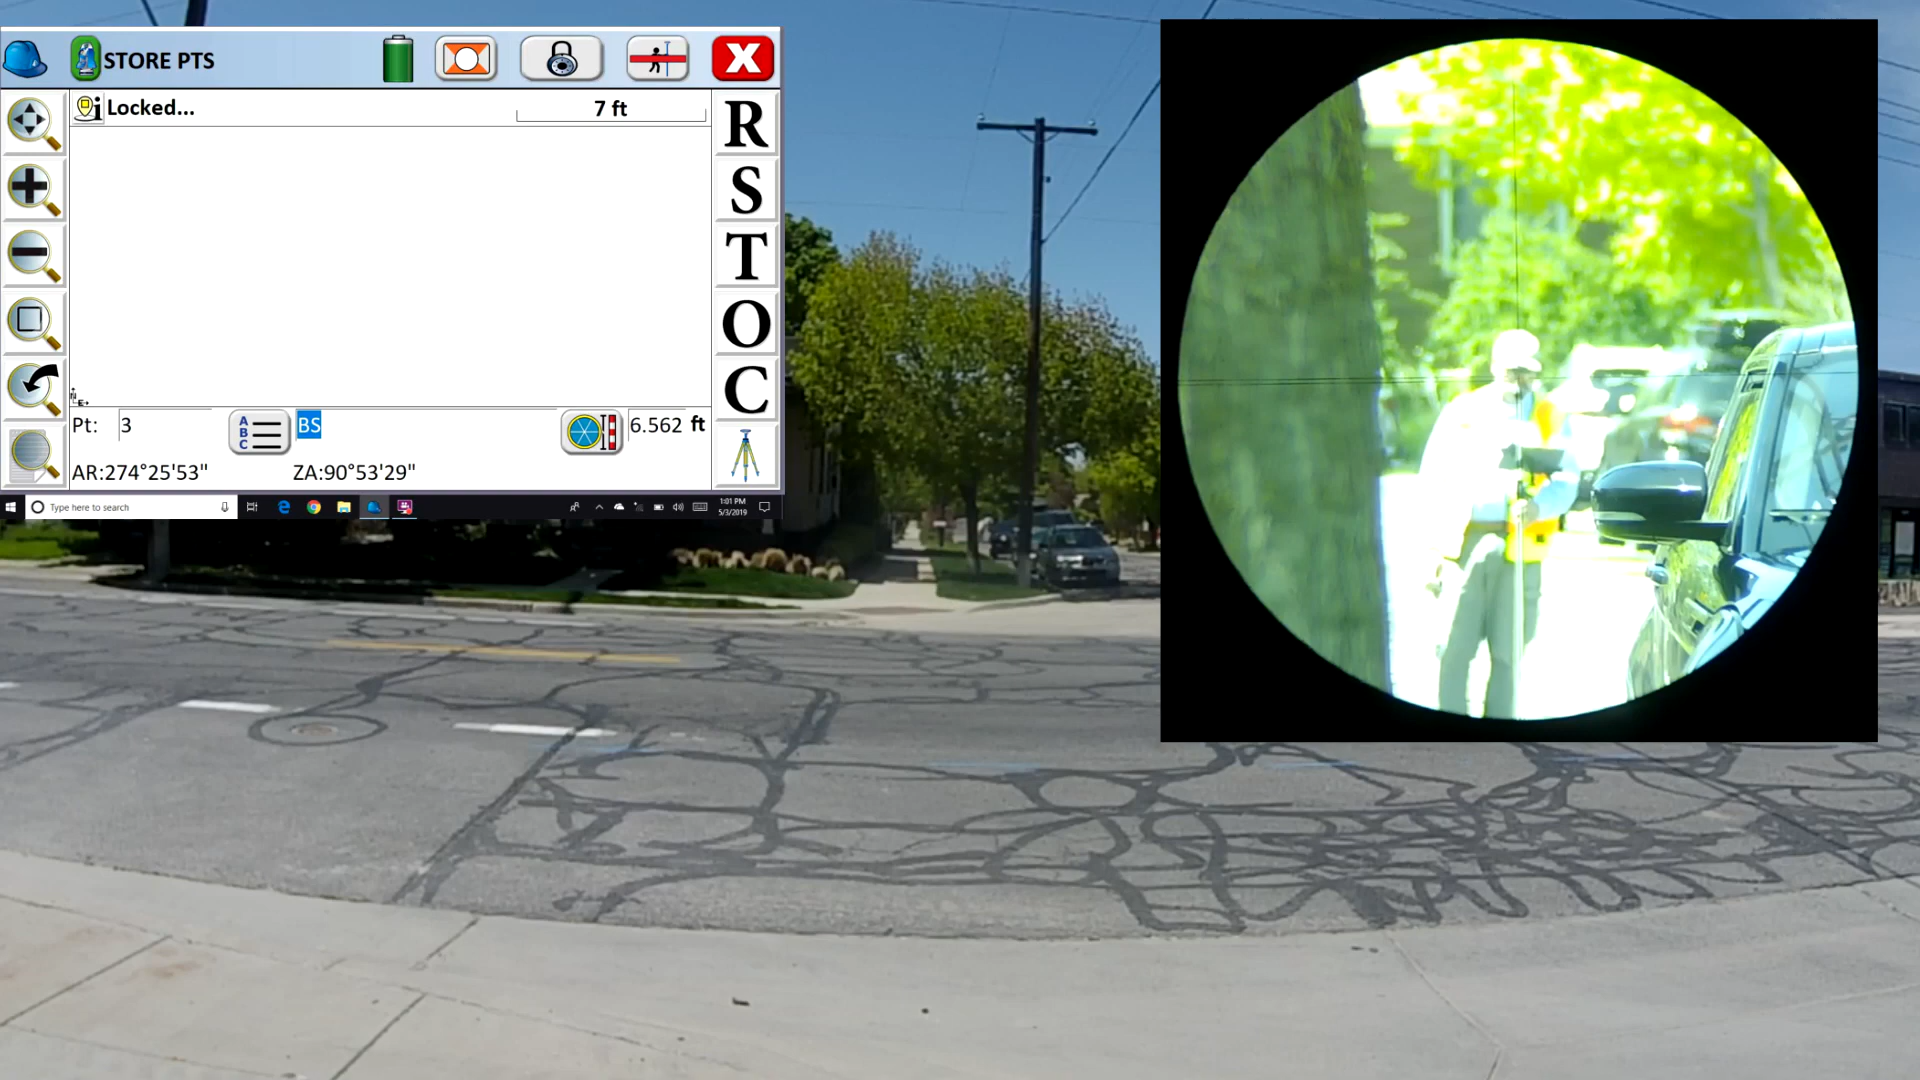 STORE PTS
Locked...
7 ft
R
S
T
O
C
Pt: 3
A
B
C
BS
6.562 ft
AR:274°25'53"
ZA:90°53'29"
Type here to search
1:01 PM
5/3/2019